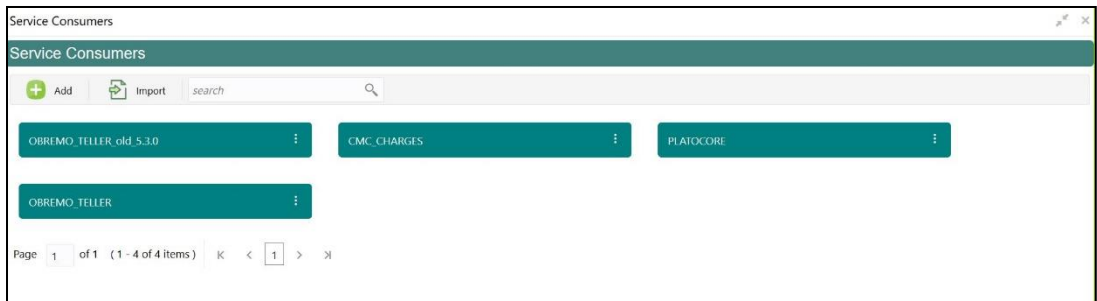 Service Consumers
Service Consumers
Add Import search
OBREMO_TELLER_old_5.3.0 CMC_CHARGES PLATOCORE
OBREMO_TELLER
Page 1 of 1 (1 - 4 of 4 items) K < 1 > >|